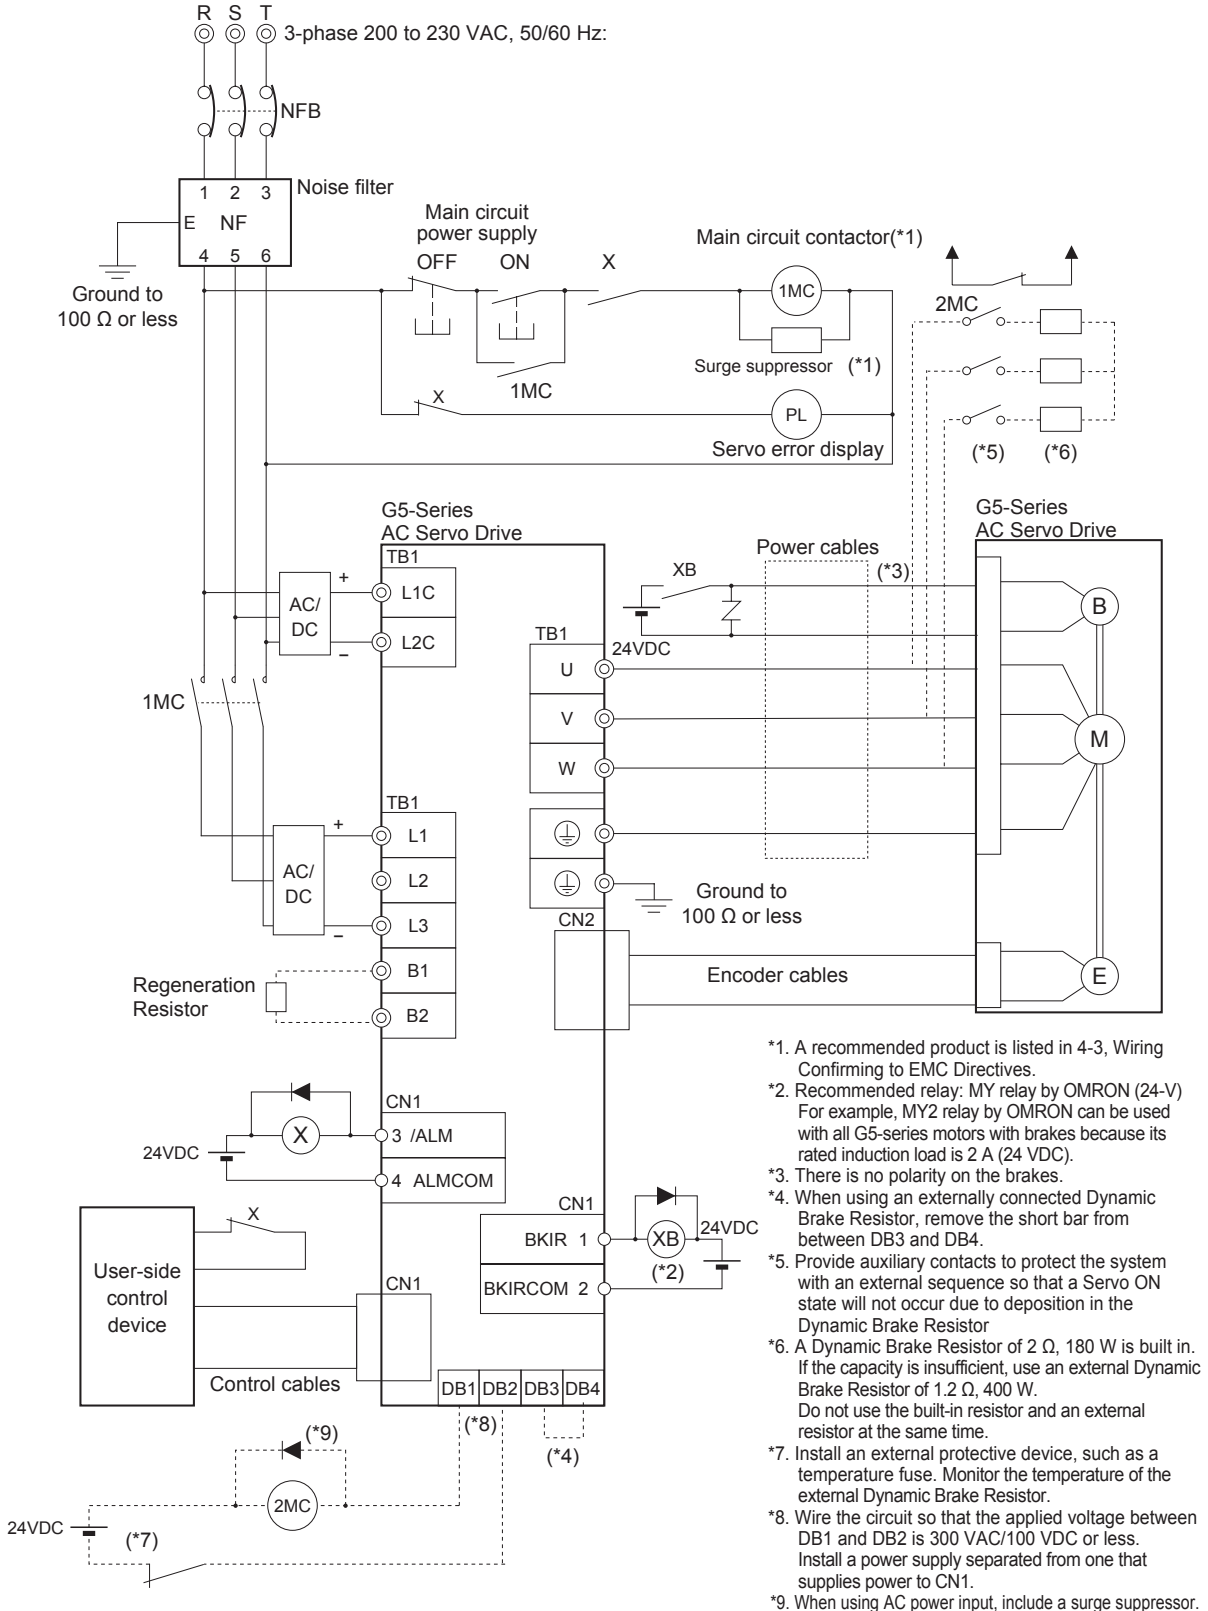 R S T
3-phase 200 to 230 VAC, 50/60 Hz:
NFB
1 2 3
Noise filter
E NF
4 5 6
Ground to
100 Ω or less
Main circuit
power supply
OFF ON X
Main circuit contactor(*1)
1MC
2MC
Surge suppressor (*1)
1MC
X
PL
Servo error display
(*5) (*6)
G5-Series
AC Servo Drive
G5-Series
AC Servo Drive
TB1
+
AC/
DC
−
L1C
L2C
Power cables
(*3)
XB
24VDC
B
TB1
U
V
W
M
1MC
TB1
+
AC/
DC
−
L1
L2
L3
B1
B2
Regeneration
Resistor
Ground to
100 Ω or less
CN2
Encoder cables
E
CN1
X
24VDC
3 /ALM
4 ALMCOM
CN1
BKIR 1
BKIRCOM 2
XB
(*2)
24VDC
X
User-side
control
device
CN1
Control cables
DB1 DB2 DB3 DB4
(*8)
(*4)
(*9)
2MC
24VDC
(*7)
*1. A recommended product is listed in 4-3, Wiring
Confirming to EMC Directives.
*2. Recommended relay: MY relay by OMRON (24-V)
For example, MY2 relay by OMRON can be used
with all G5-series motors with brakes because its
rated induction load is 2 A (24 VDC).
*3. There is no polarity on the brakes.
*4. When using an externally connected Dynamic
Brake Resistor, remove the short bar from
between DB3 and DB4.
*5. Provide auxiliary contacts to protect the system
with an external sequence so that a Servo ON
state will not occur due to deposition in the
Dynamic Brake Resistor
*6. A Dynamic Brake Resistor of 2 Ω, 180 W is built in.
If the capacity is insufficient, use an external Dynamic
Brake Resistor of 1.2 Ω, 400 W.
Do not use the built-in resistor and an external
resistor at the same time.
*7. Install an external protective device, such as a
temperature fuse. Monitor the temperature of the
external Dynamic Brake Resistor.
*8. Wire the circuit so that the applied voltage between
DB1 and DB2 is 300 VAC/100 VDC or less.
Install a power supply separated from one that
supplies power to CN1.
*9. When using AC power input, include a surge suppressor.